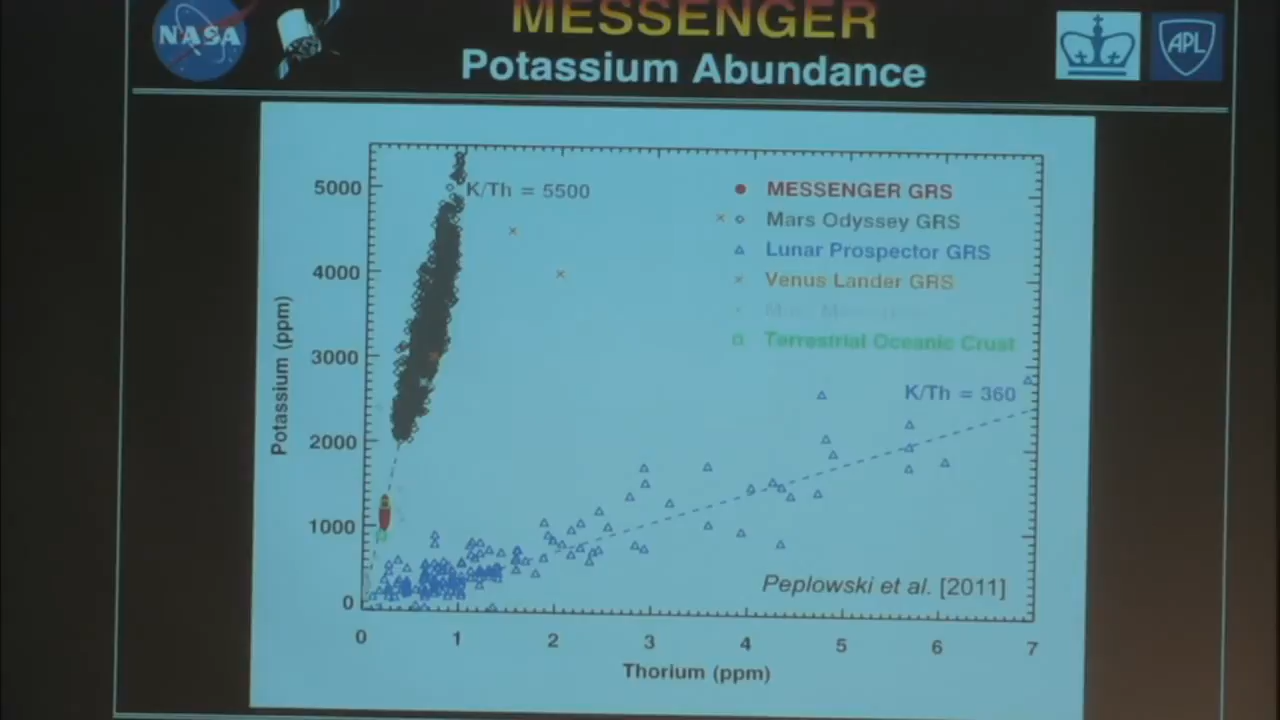 NASA
MESSENGER
APL
Potassium Abundance
K/Th = 5500
MESSENGER GRS
Mars Odyssey GRS
Lunar Prospector GRS
Venus Lander GRS
Terrestrial Oceanic Crust
K/Th = 360
Peplowski et al. [2011]
Potassium (ppm)
5000
4000
3000
2000
1000
0
0 1 2 3 4 5 6 7
Thorium (ppm)